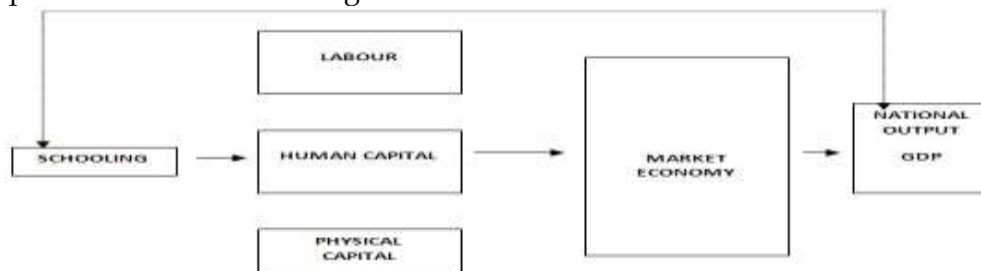 LABOUR
SCHOOLING
HUMAN CAPITAL
PHYSICAL
CAPITAL
MARKET
ECONOMY
NATIONAL
OUTPUT
GDP